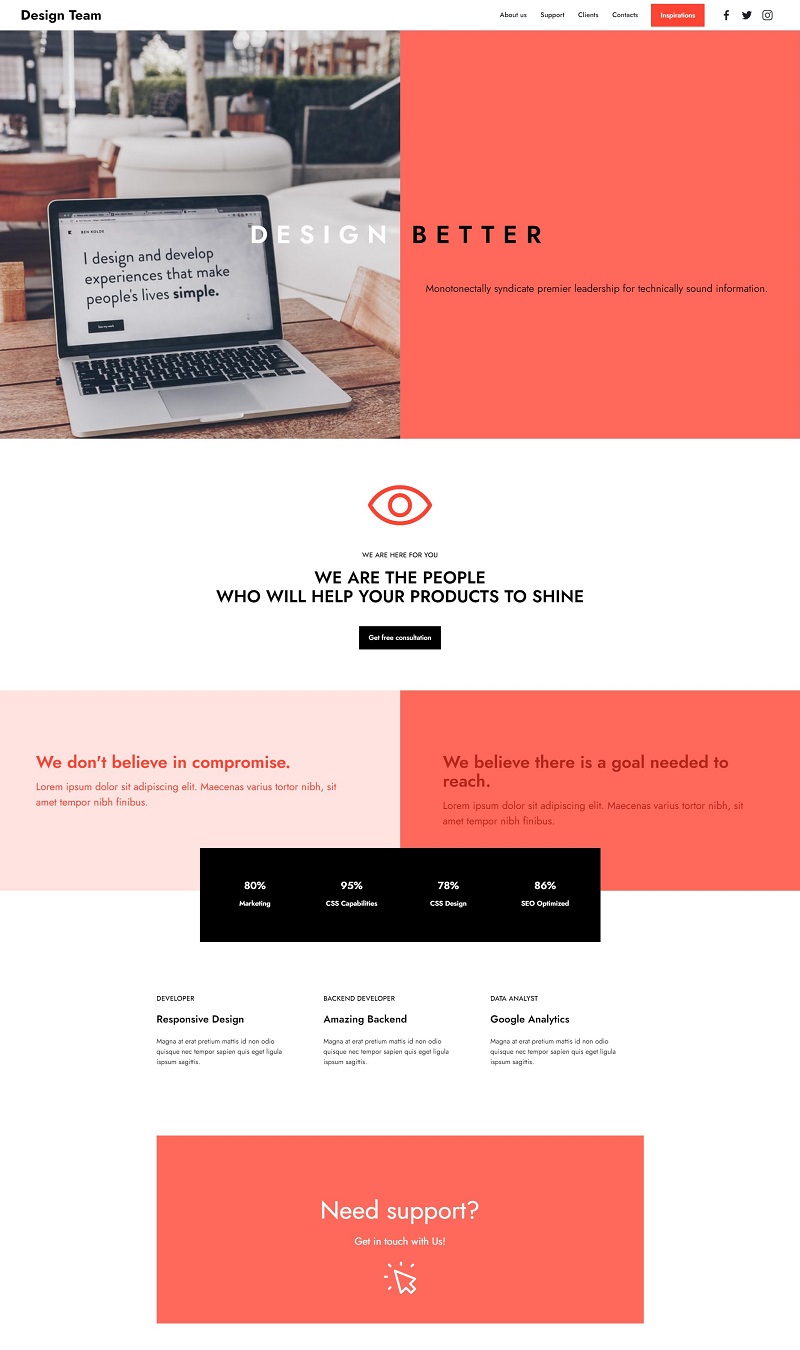 Design Team
About us Support Clients Contacts Inspirations
BEN KOLDE
I design and develop
experiences that make
people's lives simple.
DESIGN BETTER
Monotonectally syndicate premier leadership for technically sound information.
WE ARE HERE FOR YOU
WE ARE THE PEOPLE
WHO WILL HELP YOUR PRODUCTS TO SHINE
Get free consultation
We don't believe in compromise.
Lorem ipsum dolor sit adipiscing elit. Maecenas varius tortor nibh, sit
amet tempor nibh finibus.
We believe there is a goal needed to
reach.
Lorem ipsum dolor sit adipiscing elit. Maecenas varius tortor nibh, sit
amet tempor nibh finibus.
80% 95% 78% 86%
Marketing CSS Capabilities CSS Design SEO Optimized
DEVELOPER
Responsive Design
Magna at erat pretium mattis id non odio
quisque nec tempor sapien quis eget ligula
ispsum sagittis.
BACKEND DEVELOPER
Amazing Backend
Magna at erat pretium mattis id non odio
quisque nec tempor sapien quis eget ligula
ispsum sagittis.
DATA ANALYST
Google Analytics
Magna at erat pretium mattis id non odio
quisque nec tempor sapien quis eget ligula
ispsum sagittis.
Need support?
Get in touch with Us!